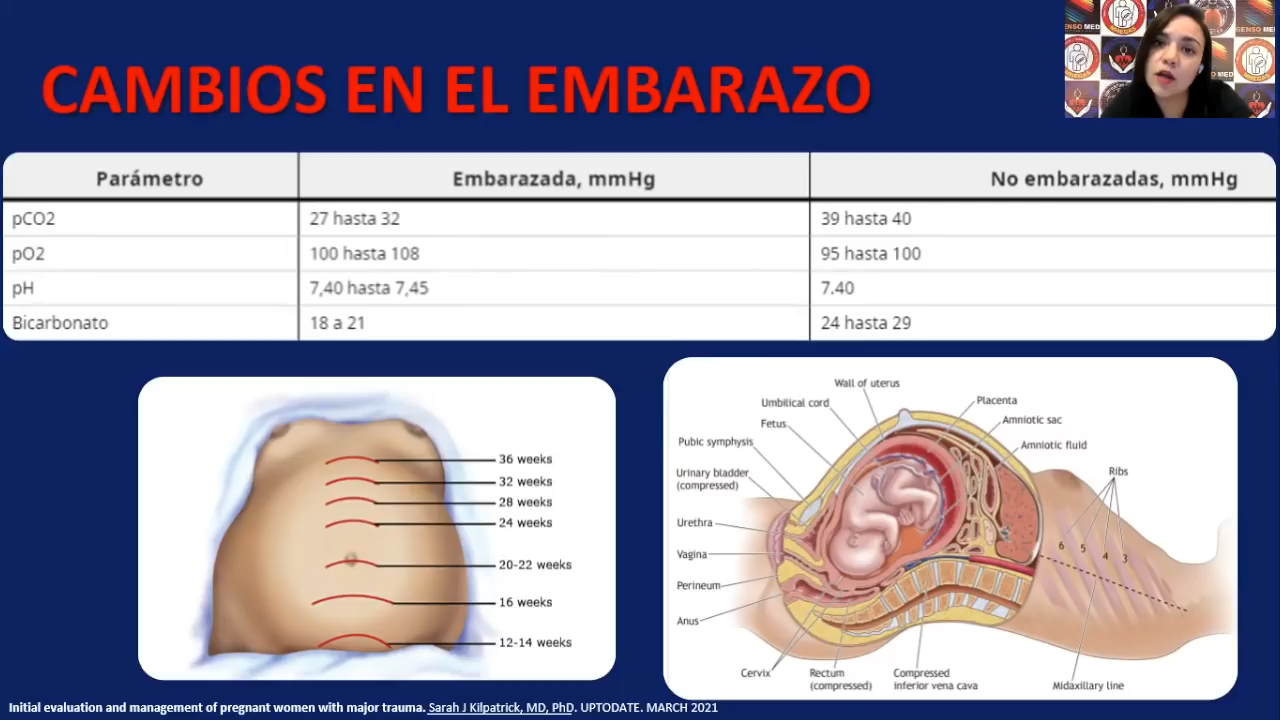 CAMBIOS EN EL EMBARAZO
SENSO MED
Parámetro Embarazada, mmHg No embarazadas, mmHg
pCO2 27 hasta 32 39 hasta 40
pO2 100 hasta 108 95 hasta 100
pH 7,40 hasta 7,45 7.40
Bicarbonato 18 a 21 24 hasta 29
36 weeks
32 weeks
28 weeks
24 weeks
20-22 weeks
16 weeks
12-14 weeks
Wall of uterus
Umbilical cord
Fetus
Pubic symphysis
Urinary bladder
(compressed)
Urethra
Vagina
Perineum
Anus
Cervix
Rectum
(compressed)
Compressed
inferior vena cava
Placenta
Amniotic sac
Amniotic fluid
Ribs
6 5 4 3
Midaxillary line
Initial evaluation and management of pregnant women with major trauma. Sarah J Kilpatrick, MD, PhD. UPTODATE. MARCH 2021